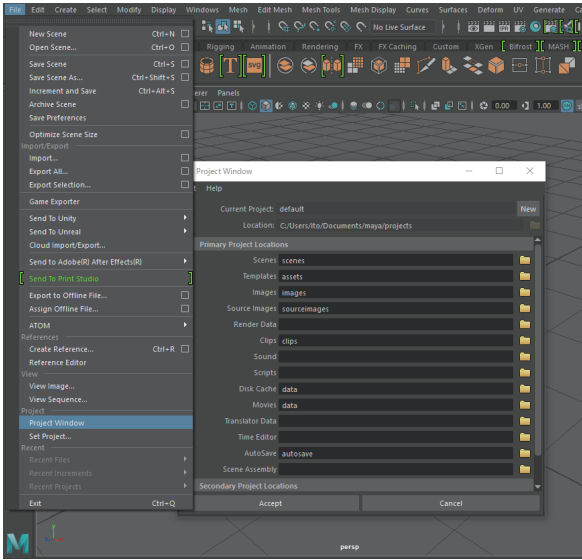 File Edit Create Select Modify Display Windows Mesh Edit Mesh Mesh Tools Mesh Display Curves Surfaces Deform UV Generate
No Live Surface
Rigging Animation Rendering FX FX Caching Custom XGen Bifrost MASH
T svg
Panels
0.00 1.00
New Scene Ctrl+N
Open Scene... Ctrl+O
Save Scene Ctrl+S
Save Scene As... Ctrl+Shift+S
Increment and Save Ctrl+Alt+S
Archive Scene
Save Preferences
Optimize Scene Size
Import/Export
Import...
Export All...
Export Selection...
Game Exporter
Send To Unity
Send To Unreal
Cloud Import/Export...
Send to Adobe(R) After Effects(R)
Send To Print Studio
Export to Offline File...
Assign Offline File...
ATOM
References
Create Reference... Ctrl+R
Reference Editor
View
View Image...
View Sequence...
Project
Project Window
Set Project...
Recent
Recent Files
Recent Increments
Recent Projects
Exit Ctrl+Q
Project Window
Help
Current Project: default New
Location: C:/Users/ito/Documents/maya/projects
Primary Project Locations
Scenes scenes
Templates assets
Images images
Source Images sourceimages
Render Data
Clips clips
Sound
Scripts
Disk Cache data
Movies data
Translator Data
Time Editor
AutoSave autosave
Scene Assembly
Secondary Project Locations
Accept Cancel
persp
M